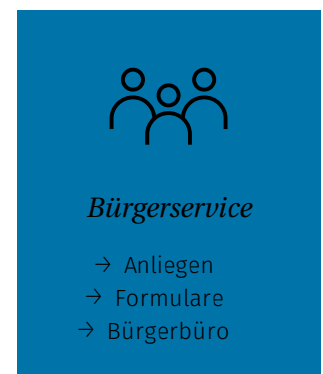 Bürgerservice
→ Anliegen
→ Formulare
→ Bürgerbüro